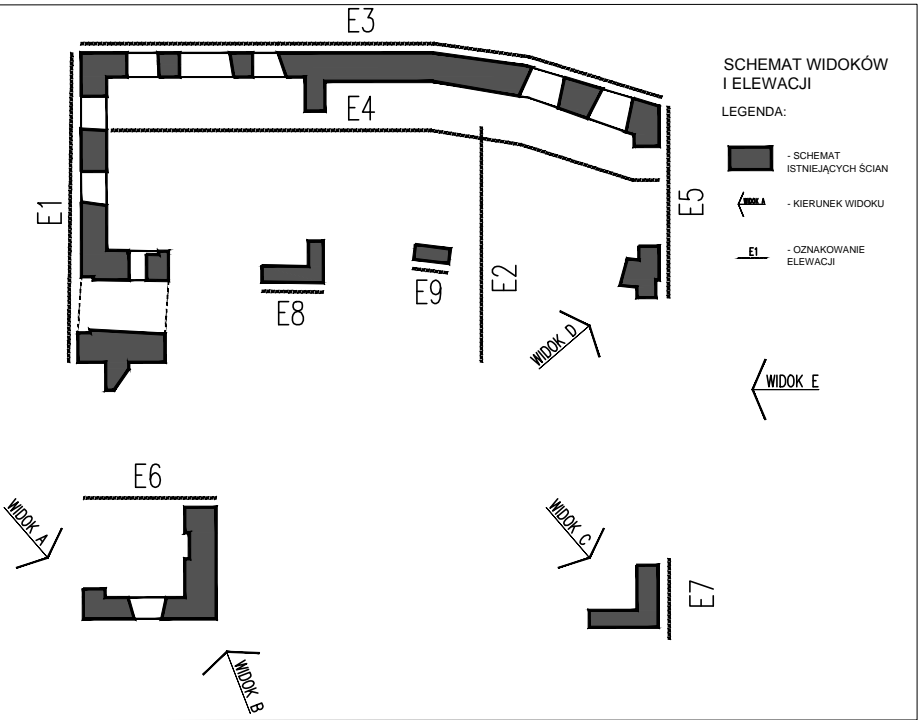 E3
SCHEMAT WIDOKÓW
I ELEWACJI
LEGENDA:
- SCHEMAT
ISTNIEJĄCYCH ŚCIAN
WIDOK A
- KIERUNEK WIDOKU
E1
- OZNAKOWANIE
ELEWACJI
E4
E1
E5
E2
E8
E9
WIDOK D
WIDOK E
E6
WIDOK A
WIDOK C
E7
WIDOK B